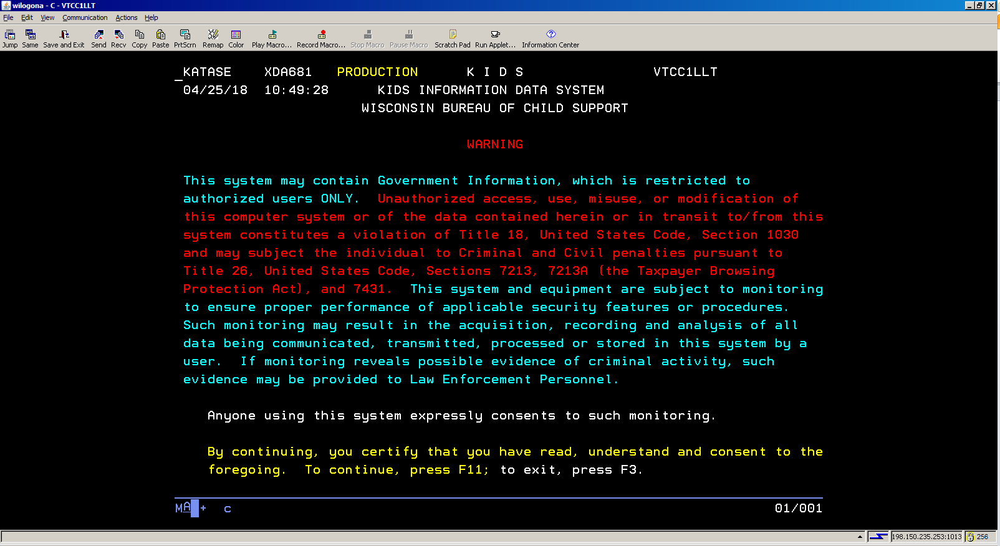 wilogona - C - VTCC1LLT
File Edit View Communication Actions Help
Jump Same Save and Exit Send Recv Copy Paste PrtScrn Remap Color Play Macro... Record Macro... Stop Macro Pause Macro Scratch Pad Run Applet... Information Center
_KATASE XDA681 PRODUCTION K I D S VTCC1LLT
04/25/18 10:49:28 KIDS INFORMATION DATA SYSTEM
WISCONSIN BUREAU OF CHILD SUPPORT
WARNING
This system may contain Government Information, which is restricted to
authorized users ONLY. Unauthorized access, use, misuse, or modification of
this computer system or of the data contained herein or in transit to/from this
system constitutes a violation of Title 18, United States Code, Section 1030
and may subject the individual to Criminal and Civil penalties pursuant to
Title 26, United States Code, Sections 7213, 7213A (the Taxpayer Browsing
Protection Act), and 7431. This system and equipment are subject to monitoring
to ensure proper performance of applicable security features or procedures.
Such monitoring may result in the acquisition, recording and analysis of all
data being communicated, transmitted, processed or stored in this system by a
user. If monitoring reveals possible evidence of criminal activity, such
evidence may be provided to Law Enforcement Personnel.
Anyone using this system expressly consents to such monitoring.
By continuing, you certify that you have read, understand and consent to the
foregoing. To continue, press F11; to exit, press F3.
MA + c 01/001
198.150.235.253:1013 256